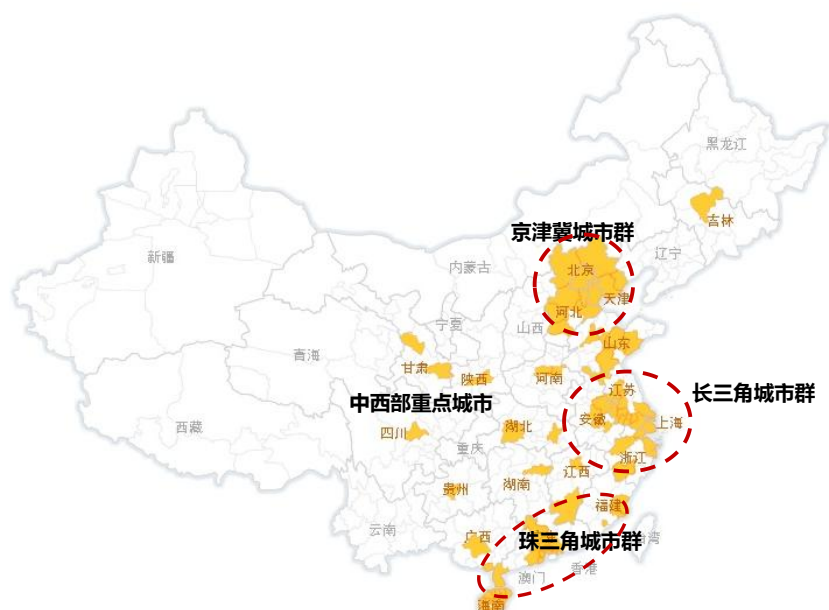 黑龙江
吉林
京津冀城市群
辽宁
新疆
内蒙古
北京
天津
宁夏
河北
山西
山东
青海
甘肃
陕西
河南
江苏
长三角城市群
中西部重点城市
安徽
上海
西藏
四川
湖北
重庆
浙江
江西
贵州
湖南
福建
云南
广西
珠三角城市群
台湾
香港
澳门
海南